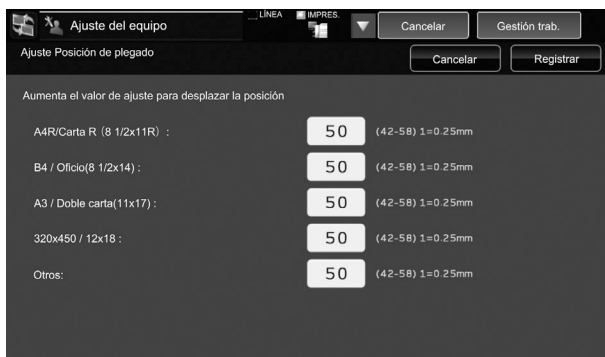 Ajuste del equipo
LÍNEA
IMPRES.
Cancelar
Gestión trab.
Ajuste Posición de plegado
Cancelar
Registrar
Aumenta el valor de ajuste para desplazar la posición
A4R/Carta R (8 1/2x11R) : 50 (42-58) 1=0.25mm
B4 / Oficio(8 1/2x14) : 50 (42-58) 1=0.25mm
A3 / Doble carta(11x17) : 50 (42-58) 1=0.25mm
320x450 / 12x18 : 50 (42-58) 1=0.25mm
Otros: 50 (42-58) 1=0.25mm